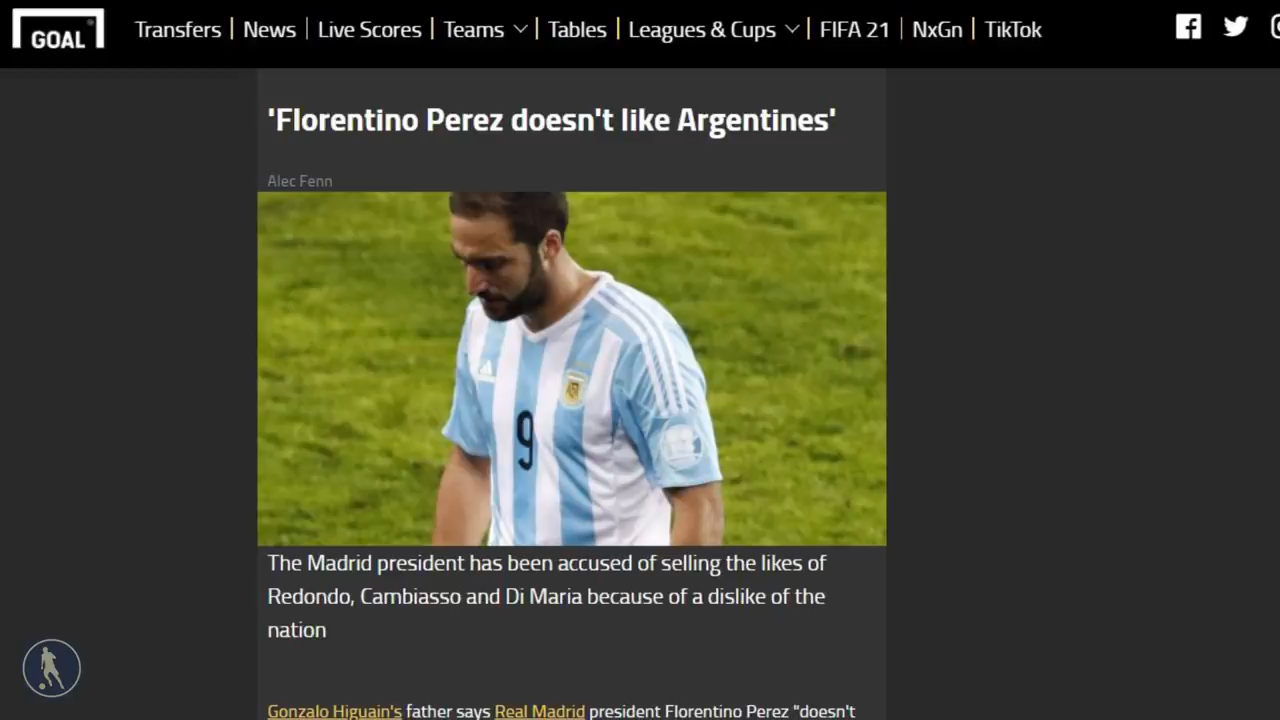 GOAL
Transfers
News
Live Scores
Teams
Tables
Leagues & Cups
FIFA 21
NxGn
TikTok
'Florentino Perez doesn't like Argentines'
Alec Fenn
9
The Madrid president has been accused of selling the likes of
Redondo, Cambiasso and Di Maria because of a dislike of the
nation
Gonzalo Higuain's father says Real Madrid president Florentino Perez "doesn't